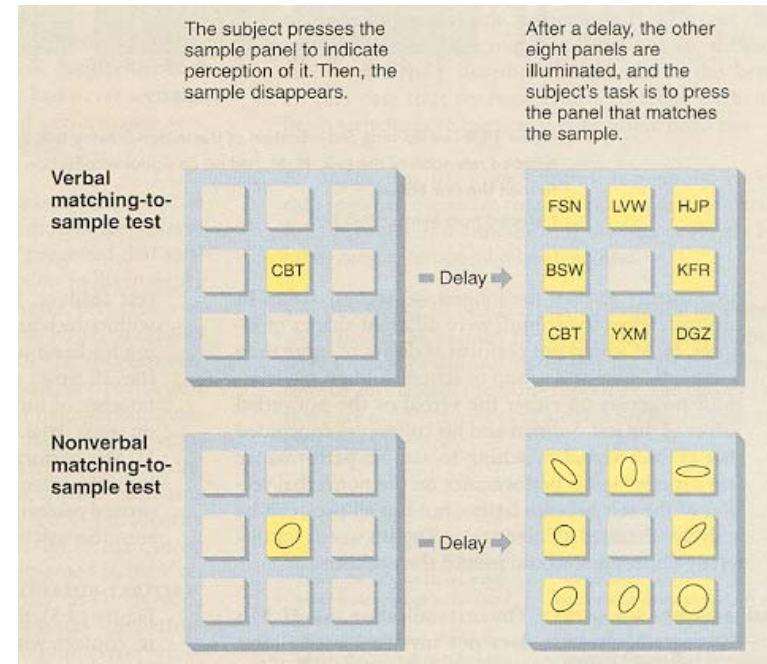 The subject presses the
sample panel to indicate
perception of it. Then, the
sample disappears.
After a delay, the other
eight panels are
illuminated, and the
subject's task is to press
the panel that matches
the sample.
Verbal
matching-to-
sample test
CBT
Delay
FSN LVW HJP
BSW KFR
CBT YXM DGZ
Nonverbal
matching-to-
sample test
Delay